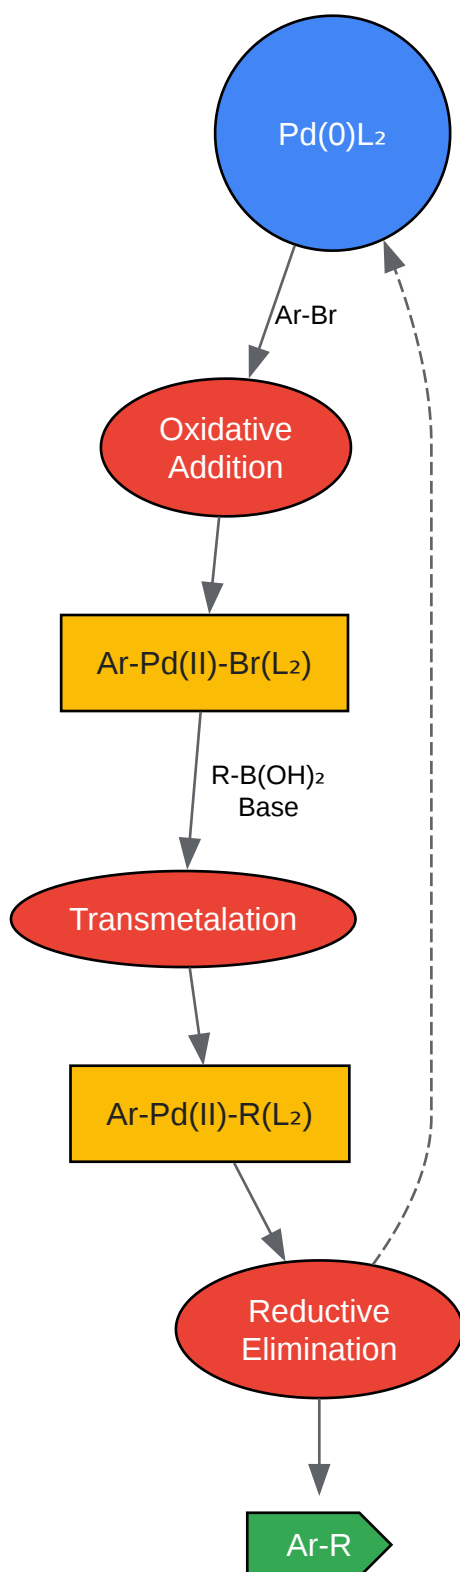 Pd(0)L₂
Ar-Br
Oxidative
Addition
Ar-Pd(II)-Br(L₂)
R-B(OH)₂
Base
Transmetalation
Ar-Pd(II)-R(L₂)
Reductive
Elimination
Ar-R